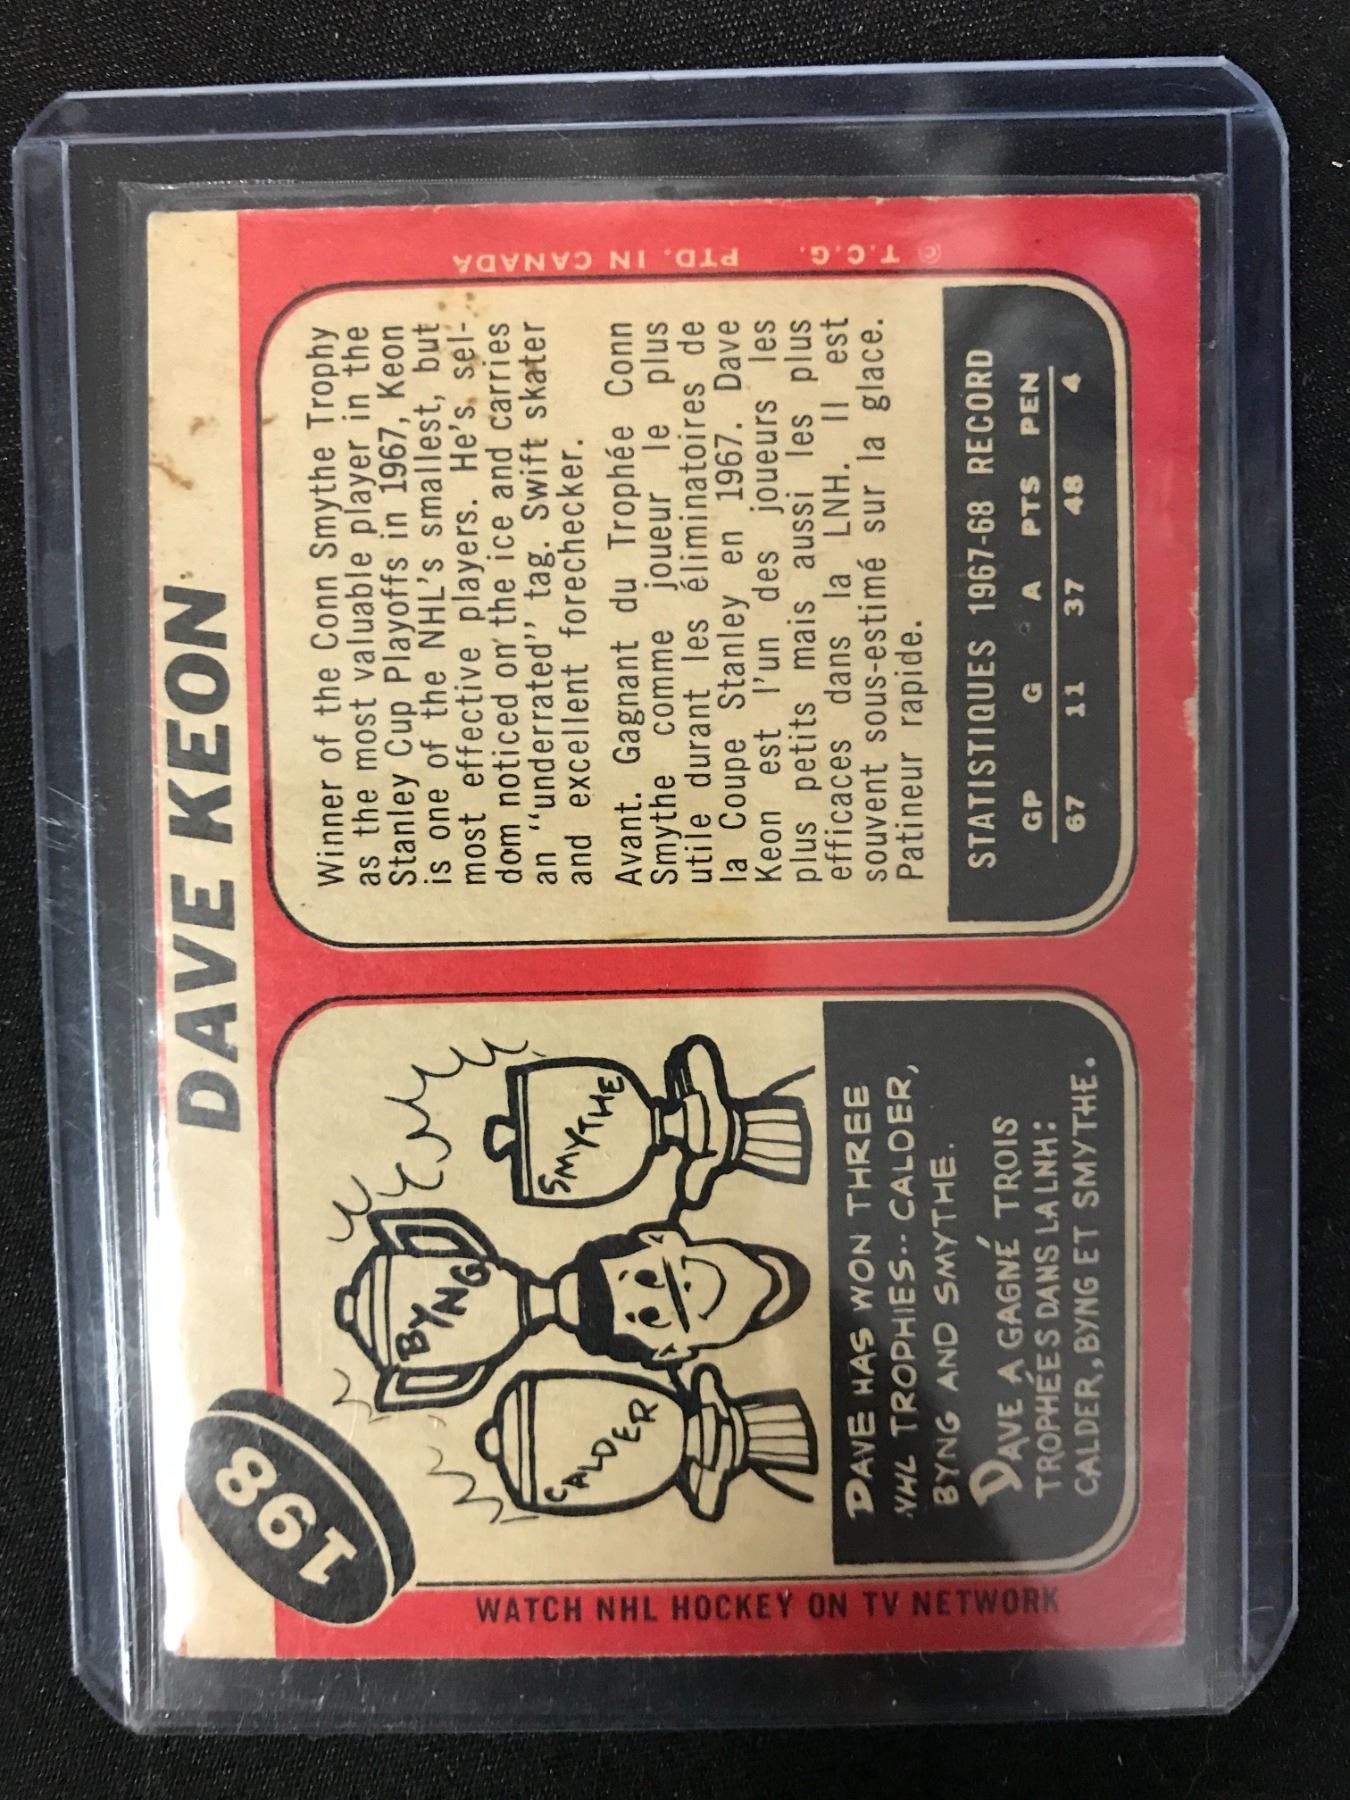 198
DAVE KEON
BYNG
CALDER
SMYTHE
DAVE HAS WON THREE
NHL TROPHIES.. CALDER,
BYNG AND SMYTHE.
DAVE A GAGNÉ TROIS
TROPHÉES DANS LA LNH:
CALDER, BYNG ET SMYTHE.
WATCH NHL HOCKEY ON TV NETWORK
Winner of the Conn Smythe Trophy
as the most valuable player in the
Stanley Cup Playoffs in 1967, Keon
is one of the NHL's smallest, but
most effective players. He's sel-
dom noticed on the ice and carries
an "underrated" tag. Swift skater
and excellent forechecker.
Avant. Gagnant du Trophée Conn
Smythe comme joueur le plus
utile durant les éliminatoires de
la Coupe Stanley en 1967. Dave
Keon est l'un des joueurs les
plus petits mais aussi les plus
efficaces dans la LNH. Il est
souvent sous-estimé sur la glace.
Patineur rapide.
STATISTIQUES 1967-68 RECORD
GP G A PTS PEN
67 11 37 48 4
© T.C.G. PTD. IN CANADA